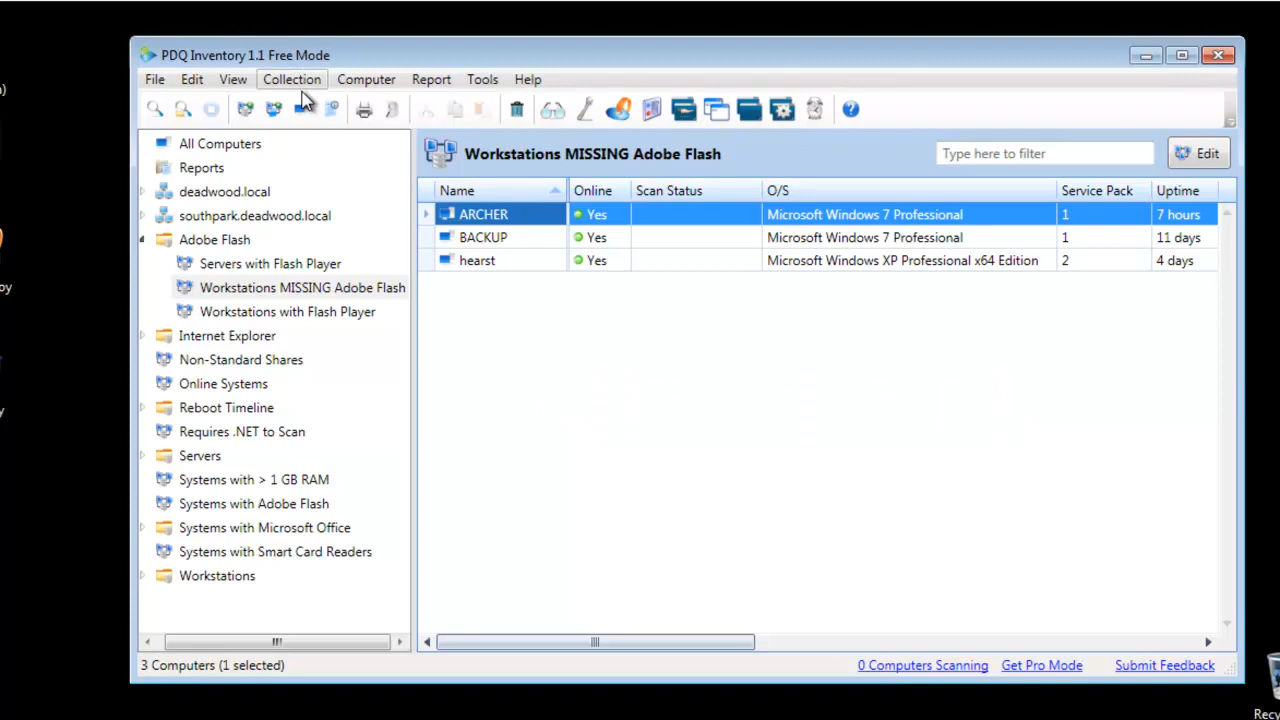 PDQ Inventory 1.1 Free Mode
File Edit View Collection Computer Report Tools Help
All Computers
Reports
deadwood.local
southpark.deadwood.local
Adobe Flash
Servers with Flash Player
Workstations MISSING Adobe Flash
Workstations with Flash Player
Internet Explorer
Non-Standard Shares
Online Systems
Reboot Timeline
Requires .NET to Scan
Servers
Systems with > 1 GB RAM
Systems with Adobe Flash
Systems with Microsoft Office
Systems with Smart Card Readers
Workstations
Workstations MISSING Adobe Flash Type here to filter Edit
Name Online Scan Status O/S Service Pack Uptime
ARCHER Yes Microsoft Windows 7 Professional 1 7 hours
BACKUP Yes Microsoft Windows 7 Professional 1 11 days
hearst Yes Microsoft Windows XP Professional x64 Edition 2 4 days
3 Computers (1 selected) 0 Computers Scanning Get Pro Mode Submit Feedback
)
oy
y
Recy